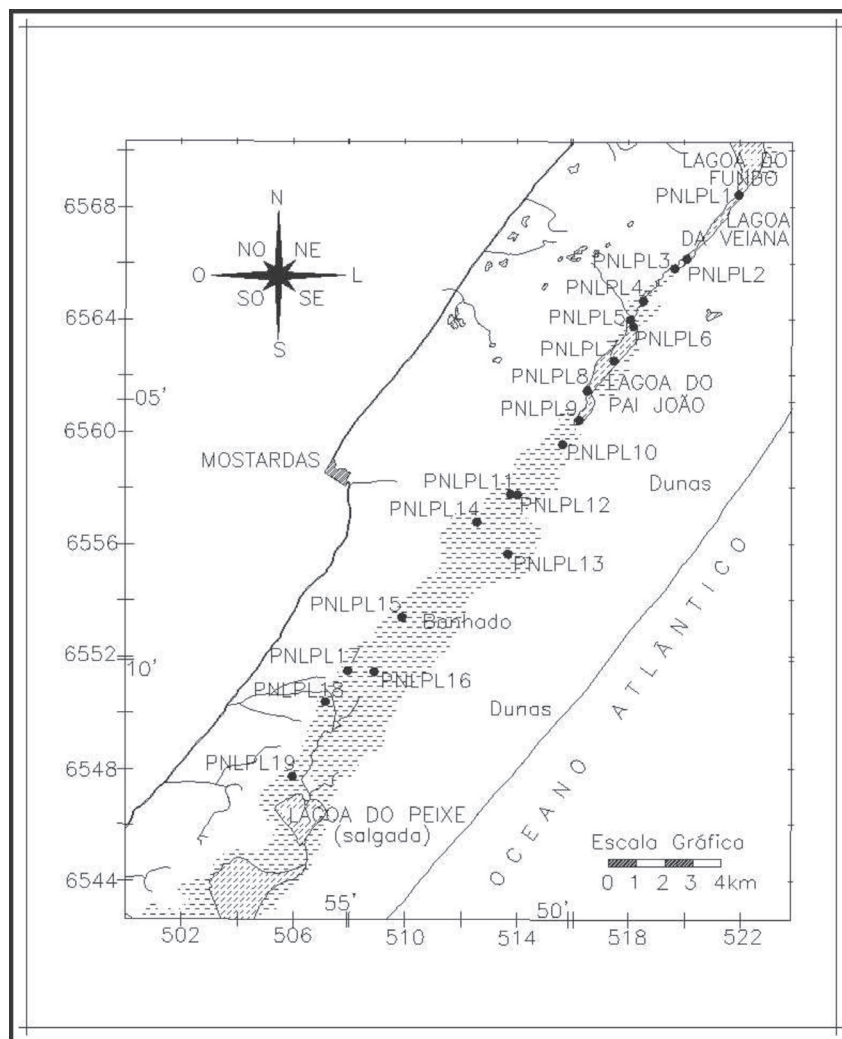 LAGOA DO
FUNDO
PNLPL1
6568
LAGOA
DA VEIANA
N
NO NE
O L
SO SE
S
PNLPL3
PNLPL2
PNLPL4
6564
PNLPL5
PNLPL6
PNLPL7
PNLPL8
LAGOA DO
PAI JOÃO
05'
PNLPL9
6560
PNLPL10
MOSTARDAS
Dunas
PNLPL11
PNLPL12
PNLPL14
6556
PNLPL13
OCEANO ATLÂNTICO
PNLPL15
Banhado
6552
10'
PNLPL17
PNLPL16
PNLPL18
Dunas
6548
PNLPL19
LAGOA DO PEIXE
(salgada)
Escala Gráfica
0 1 2 3 4km
6544
55'
50'
502 506 510 514 518 522